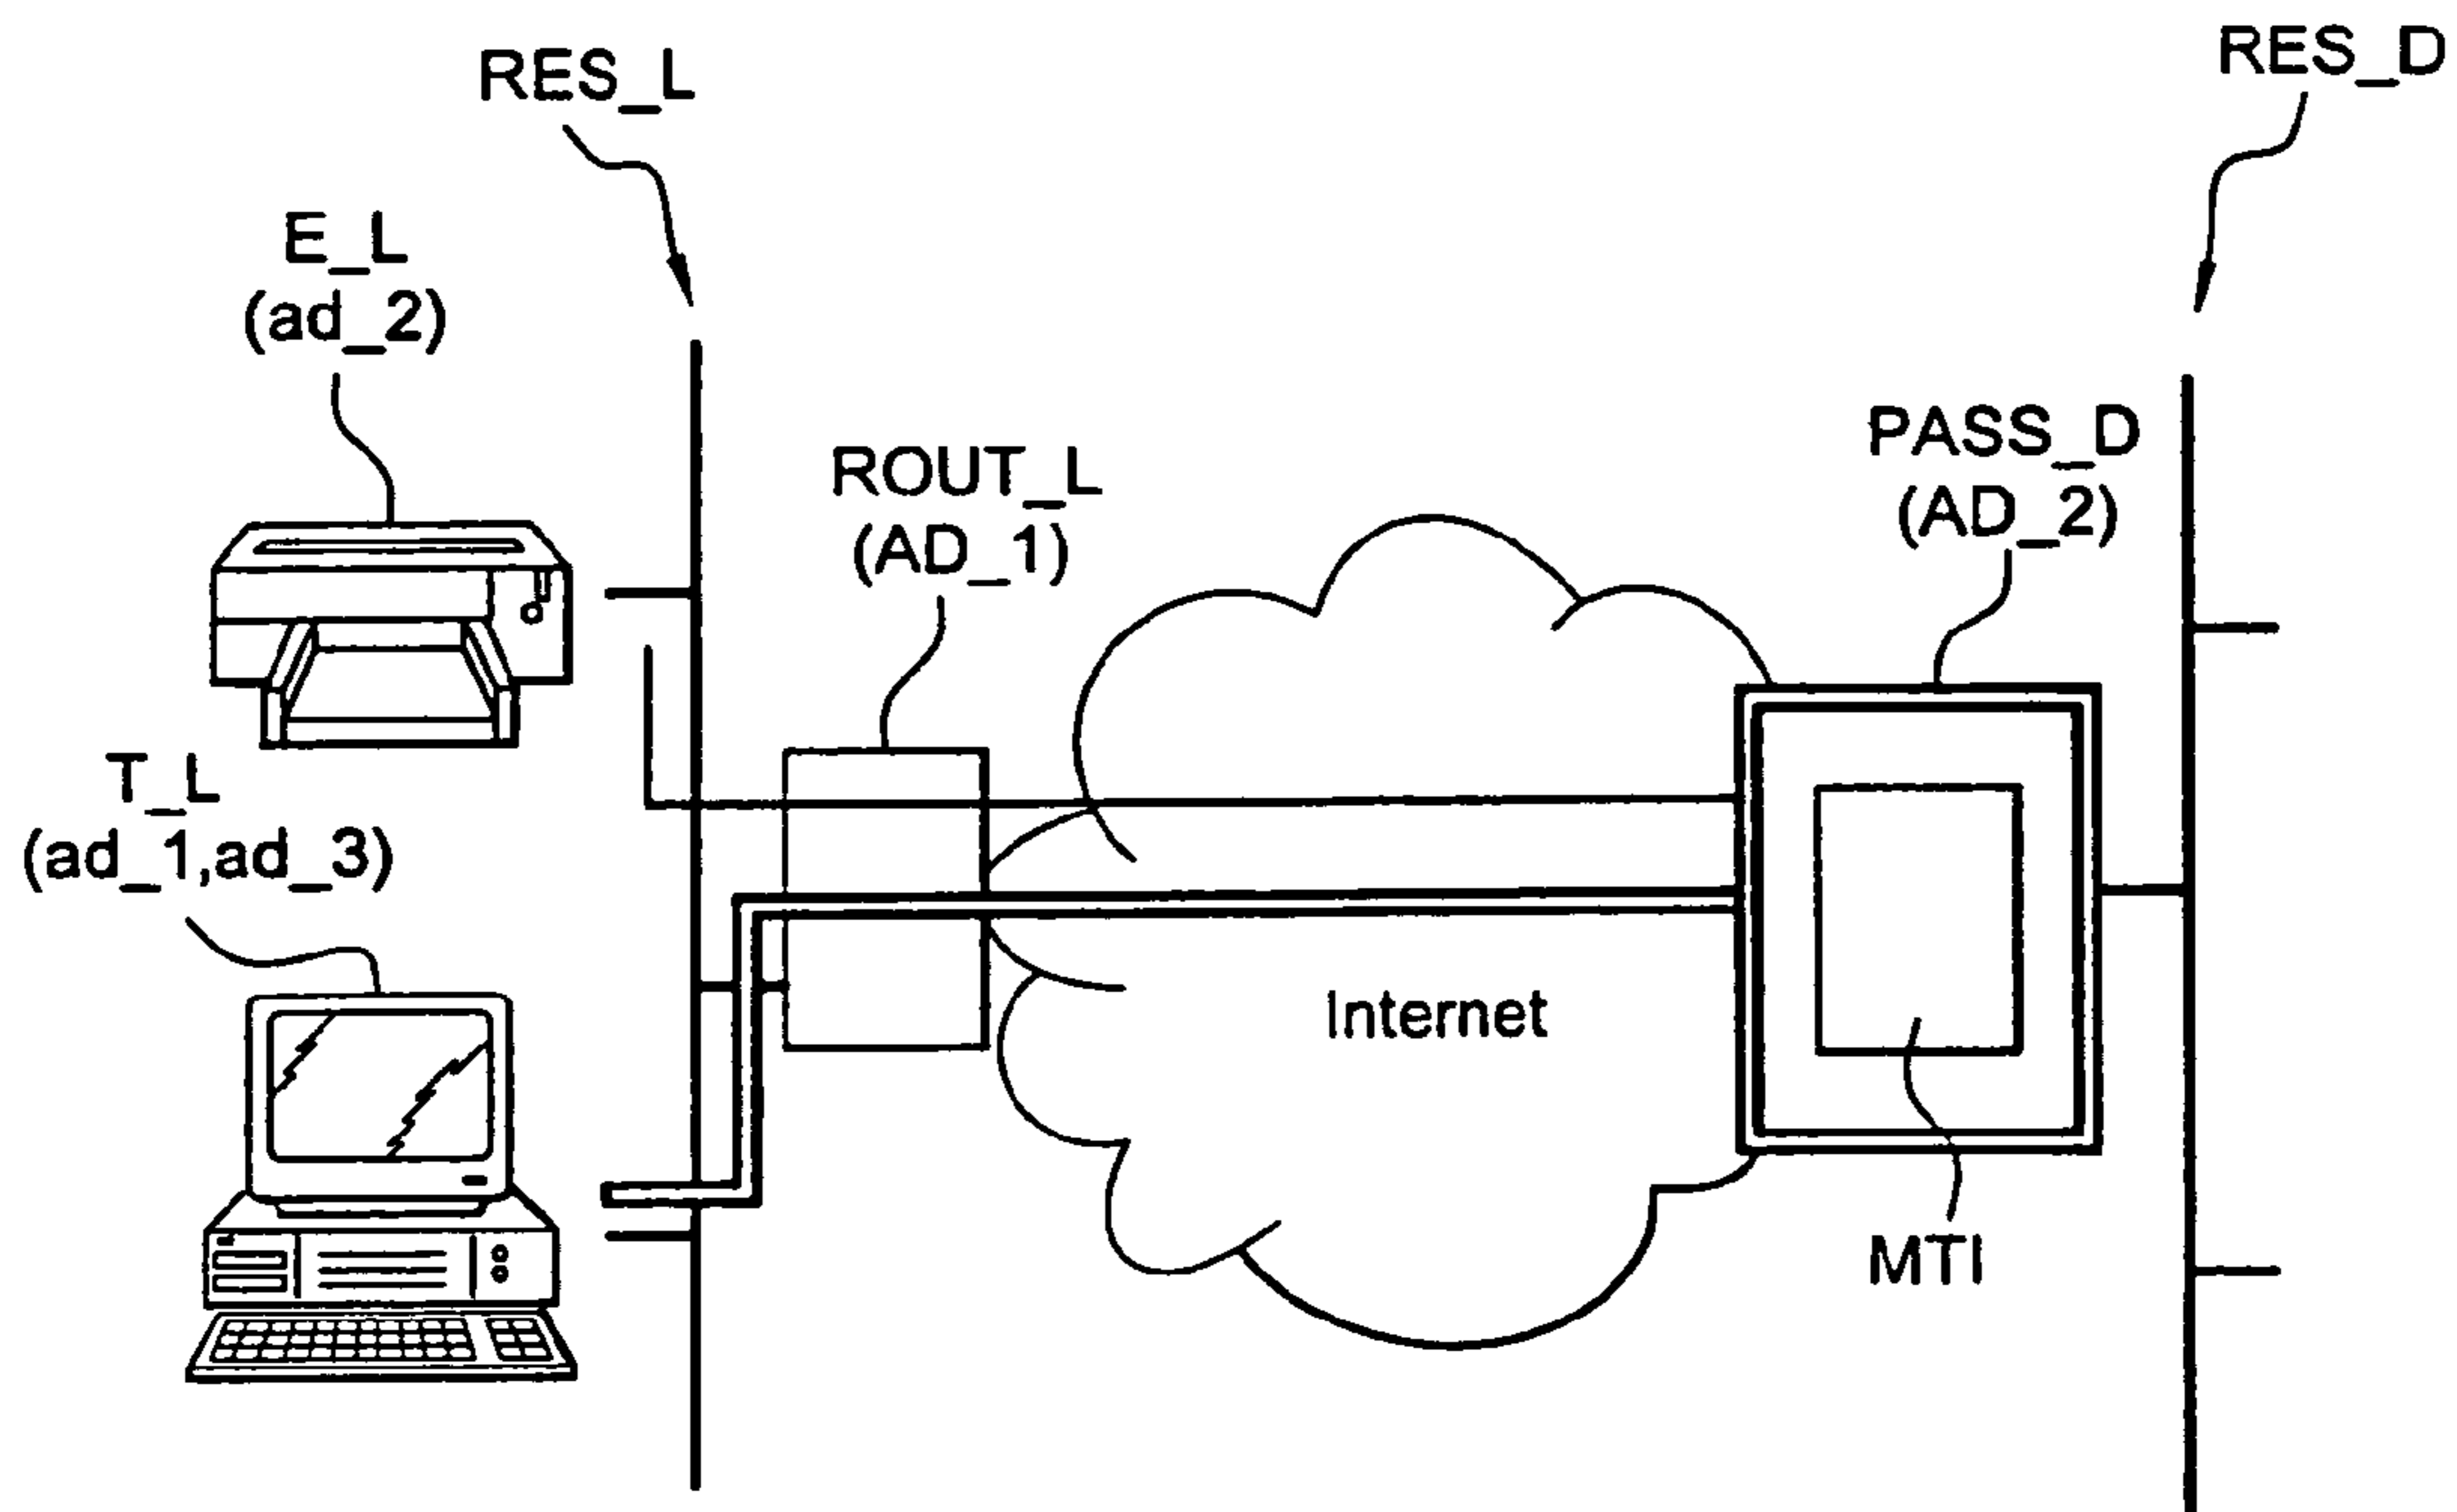 RES_L
RES_D
E_L
(ad_2)
ROUT_L
(AD_1)
PASS_D
(AD_2)
T_L
(ad_1,ad_3)
Internet
MTI